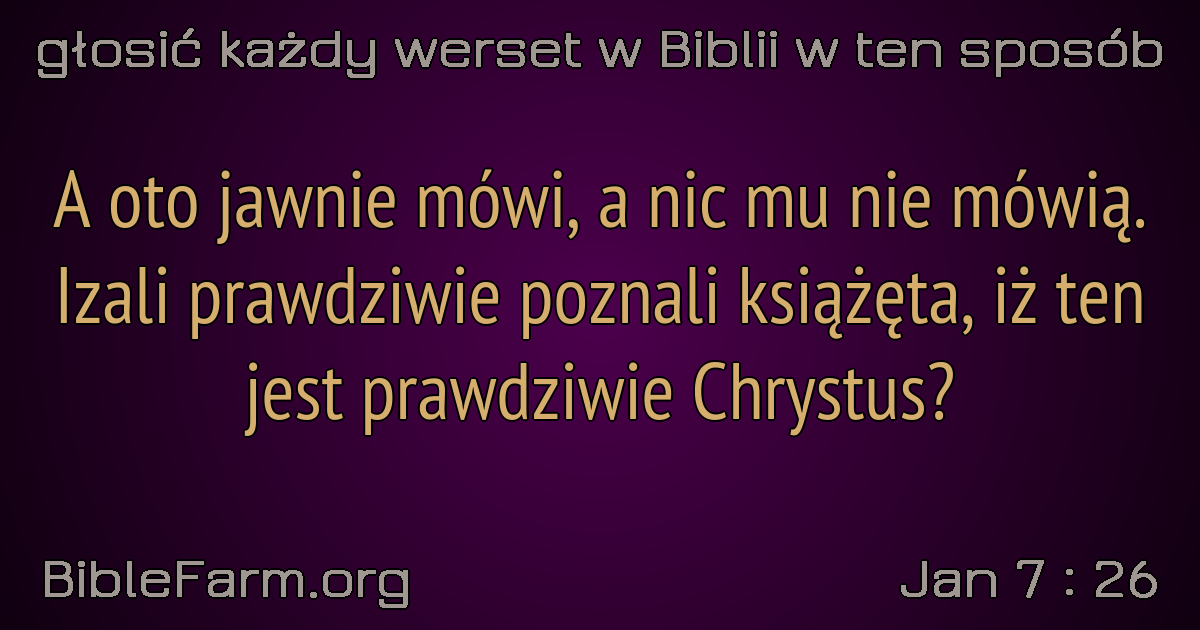 głosić każdy werset w Biblii w ten sposób
A oto jawnie mówi, a nic mu nie mówią.
Izali prawdziwie poznali książęta, iż ten
jest prawdziwie Chrystus?
BibleFarm.org
Jan 7 : 26